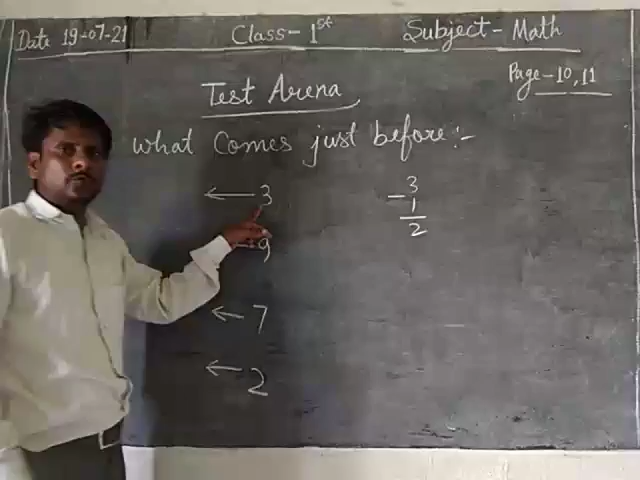 Date 19-07-21 Class-1st Subject-Math
Page-10,11
Test Arena
What comes just before:-
← 3
← 9
← 7
← 2
3
- 1
2